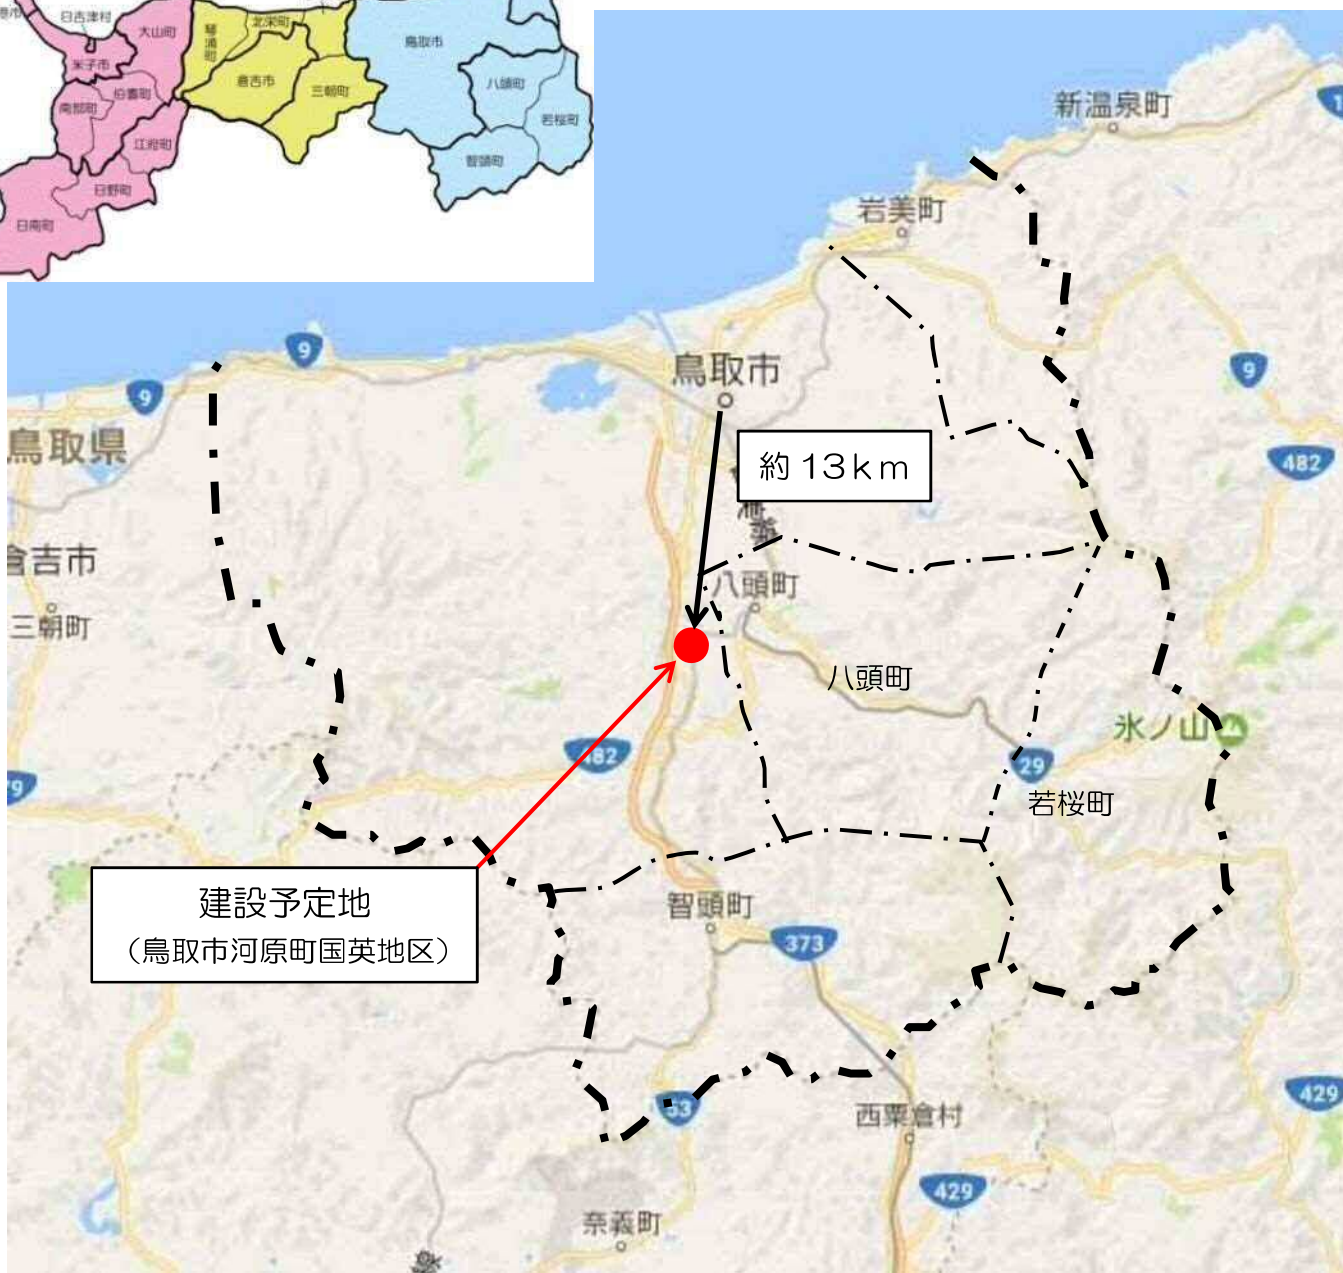 日吉津村
大山町
米子市
伯耆町
南部町
江府町
日野町
日南町
琴浦町
北栄町
倉吉市
三朝町
鳥取市
八頭町
若桜町
智頭町
新温泉町
岩美町
9
9
鳥取市
9
鳥取県
約13km
482
倉吉市
八頭町
三朝町
八頭町
氷ノ山
482
29
若桜町
建設予定地
（鳥取市河原町国英地区）
智頭町
373
53
西粟倉村
429
429
奈義町